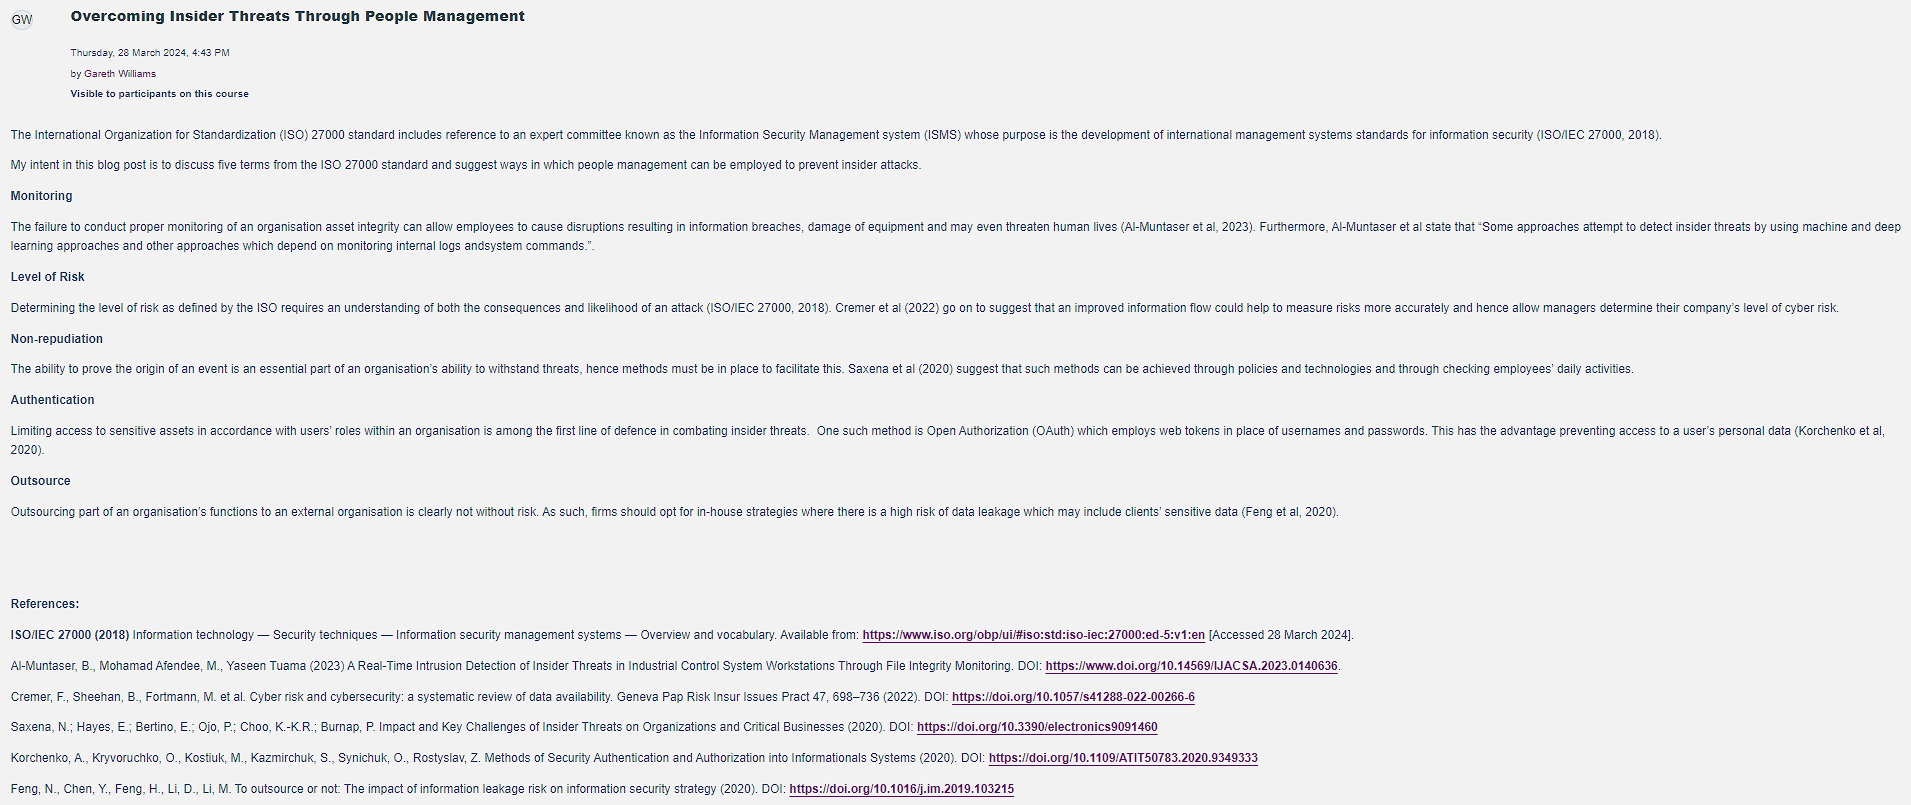 GW
Overcoming Insider Threats Through People Management
Thursday, 28 March 2024, 4:43 PM
by Gareth Williams
Visible to participants on this course
The International Organization for Standardization (ISO) 27000 standard includes reference to an expert committee known as the Information Security Management system (ISMS) whose purpose is the development of international management systems standards for information security (ISO/IEC 27000, 2018).
My intent in this blog post is to discuss five terms from the ISO 27000 standard and suggest ways in which people management can be employed to prevent insider attacks.
Monitoring
The failure to conduct proper monitoring of an organisation asset integrity can allow employees to cause disruptions resulting in information breaches, damage of equipment and may even threaten human lives (Al-Muntaser et al, 2023). Furthermore, Al-Muntaser et al state that “Some approaches attempt to detect insider threats by using machine and deep
learning approaches and other approaches which depend on monitoring internal logs andsystem commands.”.
Level of Risk
Determining the level of risk as defined by the ISO requires an understanding of both the consequences and likelihood of an attack (ISO/IEC 27000, 2018). Cremer et al (2022) go on to suggest that an improved information flow could help to measure risks more accurately and hence allow managers determine their company’s level of cyber risk.
Non-repudiation
The ability to prove the origin of an event is an essential part of an organisation’s ability to withstand threats, hence methods must be in place to facilitate this. Saxena et al (2020) suggest that such methods can be achieved through policies and technologies and through checking employees’ daily activities.
Authentication
Limiting access to sensitive assets in accordance with users’ roles within an organisation is among the first line of defence in combating insider threats.  One such method is Open Authorization (OAuth) which employs web tokens in place of usernames and passwords. This has the advantage preventing access to a user’s personal data (Korchenko et al,
2020).
Outsource
Outsourcing part of an organisation’s functions to an external organisation is clearly not without risk. As such, firms should opt for in-house strategies where there is a high risk of data leakage which may include clients’ sensitive data (Feng et al, 2020).
References:
ISO/IEC 27000 (2018) Information technology — Security techniques — Information security management systems — Overview and vocabulary. Available from: https://www.iso.org/obp/ui/#iso:std:iso-iec:27000:ed-5:v1:en [Accessed 28 March 2024].
Al-Muntaser, B., Mohamad Afendee, M., Yaseen Tuama (2023) A Real-Time Intrusion Detection of Insider Threats in Industrial Control System Workstations Through File Integrity Monitoring. DOI: https://www.doi.org/10.14569/IJACSA.2023.0140636.
Cremer, F., Sheehan, B., Fortmann, M. et al. Cyber risk and cybersecurity: a systematic review of data availability. Geneva Pap Risk Insur Issues Pract 47, 698–736 (2022). DOI: https://doi.org/10.1057/s41288-022-00266-6
Saxena, N.; Hayes, E.; Bertino, E.; Ojo, P.; Choo, K.-K.R.; Burnap, P. Impact and Key Challenges of Insider Threats on Organizations and Critical Businesses (2020). DOI: https://doi.org/10.3390/electronics9091460
Korchenko, A., Kryvoruchko, O., Kostiuk, M., Kazmirchuk, S., Synichuk, O., Rostyslav, Z. Methods of Security Authentication and Authorization into Informationals Systems (2020). DOI: https://doi.org/10.1109/ATIT50783.2020.9349333
Feng, N., Chen, Y., Feng, H., Li, D., Li, M. To outsource or not: The impact of information leakage risk on information security strategy (2020). DOI: https://doi.org/10.1016/j.im.2019.103215